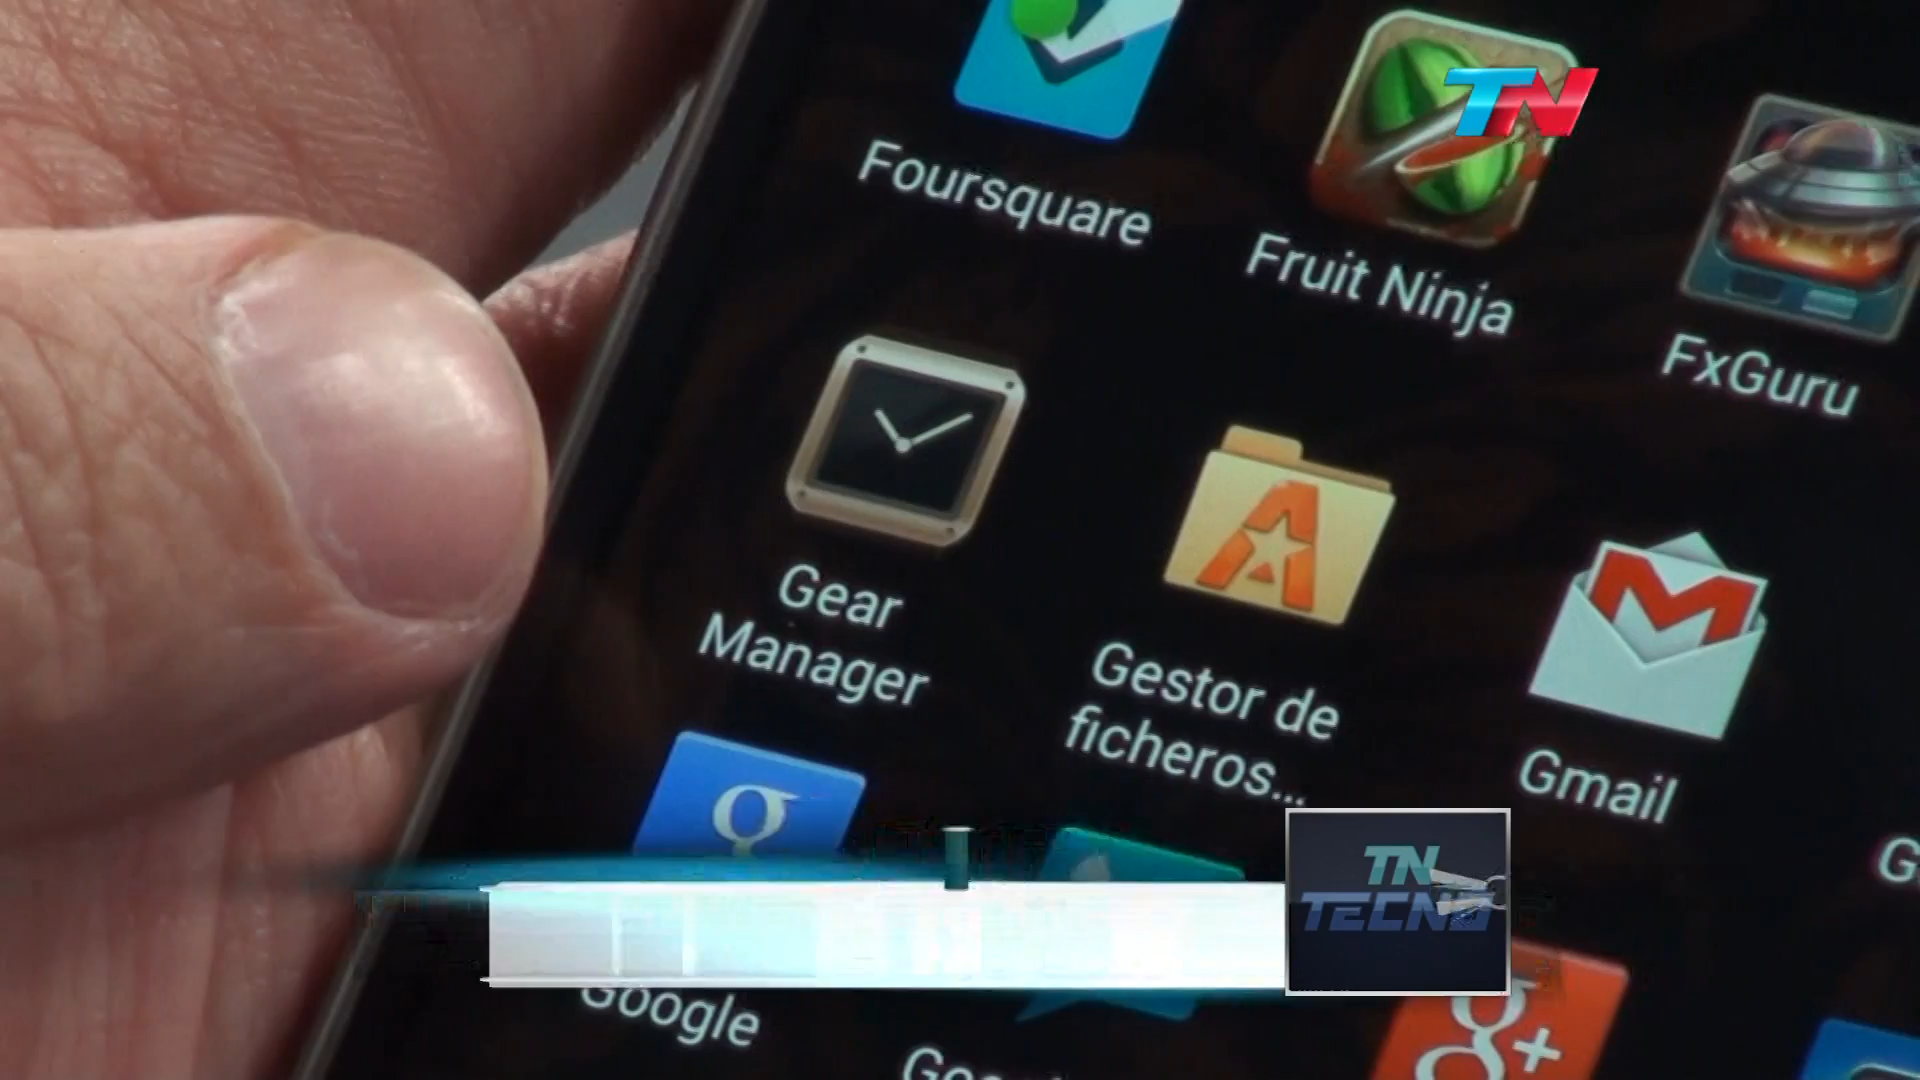 TN
Foursquare
Fruit Ninja
FxGuru
Gear
Manager
Gestor de
ficheros...
Gmail
g
TN
TECNO
Google
g+